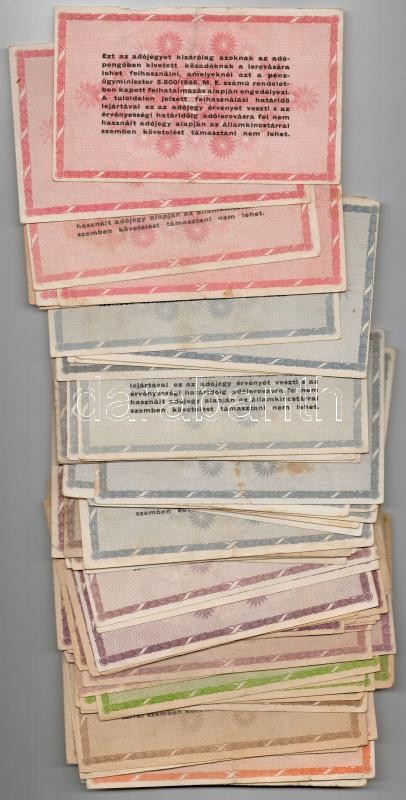 Ezt az adójegyet kizárólag azoknak az adó-
pengőben kivetett közadóknak a lerovására
lehet felhasználni, amelyeknél azt a pénz-
ügyminiszter 5.600/1946. M. E. számú rendelet-
ben kapott felhatalmazás alapján engedélyezi.
A túloldalon jelzett felhasználási határidő
lejártával ez az adójegy érvényét veszti s az
érvényességi határidőig adólerovásra fel nem
használt adójegy alapján az államkincstárral
szemben követelést támasztani nem lehet.
használt adójegy alapján az
szemben követelést támasztani nem lehet.
lejártával ez az adójegy érvényét veszti s az
érvényességi határidőig adólerovásra fel nem
használt adójegy alapján az államkincstárral
szemben követelést támasztani nem lehet.
darabanth
szemben
szemben